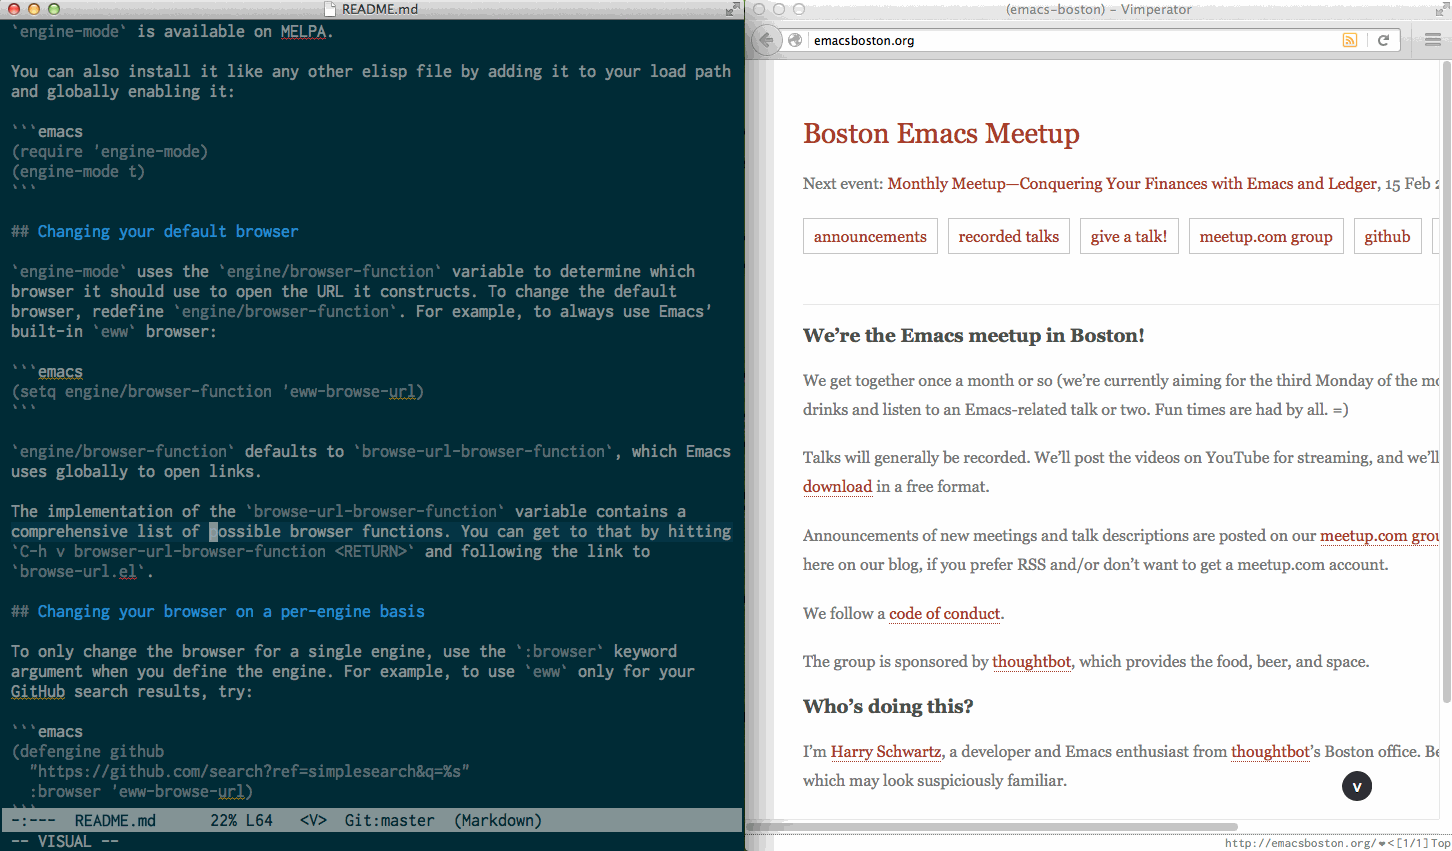 README.md
`engine-mode` is available on MELPA.
You can also install it like any other elisp file by adding it to your load path
and globally enabling it:
```emacs
(require 'engine-mode)
(engine-mode t)
```
## Changing your default browser
`engine-mode` uses the `engine/browser-function` variable to determine which
browser it should use to open the URL it constructs. To change the default
browser, redefine `engine/browser-function`. For example, to always use Emacs'
built-in `eww` browser:
```emacs
(setq engine/browser-function 'eww-browse-url)
```
`engine/browser-function` defaults to `browse-url-browser-function`, which Emacs
uses globally to open links.
The implementation of the `browse-url-browser-function` variable contains a
comprehensive list of possible browser functions. You can get to that by hitting
`C-h v browser-url-browser-function <RETURN>` and following the link to
`browse-url.el`.
## Changing your browser on a per-engine basis
To only change the browser for a single engine, use the `:browser` keyword
argument when you define the engine. For example, to use `eww` only for your
GitHub search results, try:
```emacs
(defengine github
"https://github.com/search?ref=simplesearch&q=%s"
:browser 'eww-browse-url)
```
-:--- README.md 22% L64 <V> Git:master (Markdown)
-- VISUAL --
(emacs-boston) - Vimperator
emacsboston.org
Boston Emacs Meetup
Next event: Monthly Meetup—Conquering Your Finances with Emacs and Ledger, 15 Feb
announcements recorded talks give a talk! meetup.com group github
We're the Emacs meetup in Boston!
We get together once a month or so (we're currently aiming for the third Monday of the
drinks and listen to an Emacs-related talk or two. Fun times are had by all. =)
Talks will generally be recorded. We'll post the videos on YouTube for streaming, and we'll
download in a free format.
Announcements of new meetings and talk descriptions are posted on our meetup.com
here on our blog, if you prefer RSS and/or don't want to get a meetup.com account.
We follow a code of conduct.
The group is sponsored by thoughtbot, which provides the food, beer, and space.
Who's doing this?
I'm Harry Schwartz, a developer and Emacs enthusiast from thoughtbot's Boston office.
which may look suspiciously familiar.
v
http://emacsboston.org/ ❤ < [1/1] Top